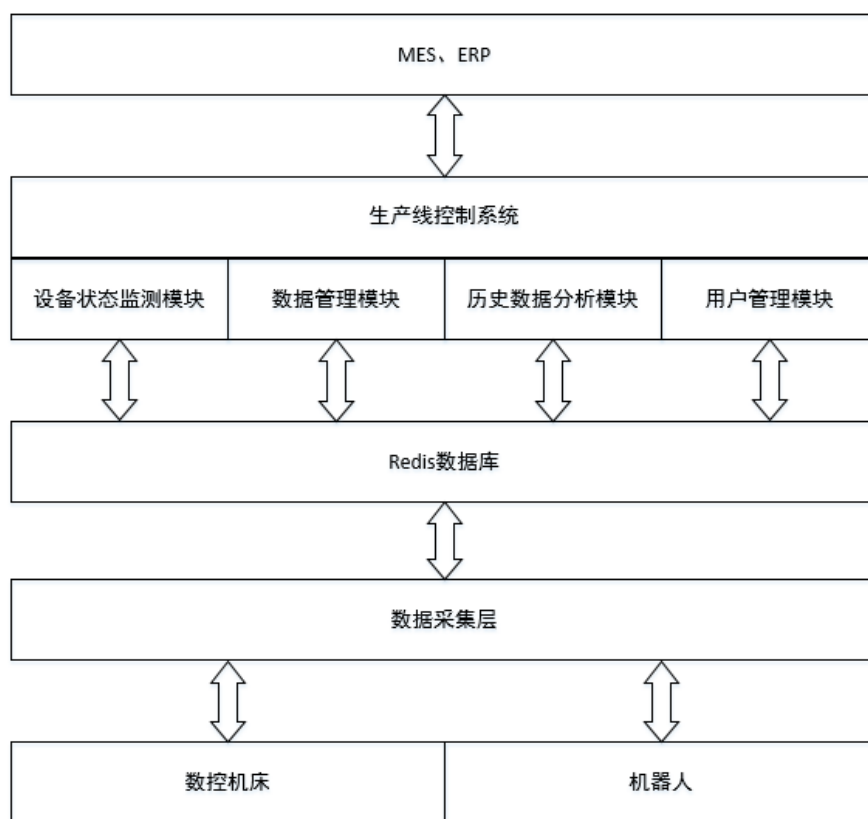 MES、ERP
生产线控制系统
设备状态监测模块
数据管理模块
历史数据分析模块
用户管理模块
Redis数据库
数据采集层
数控机床
机器人